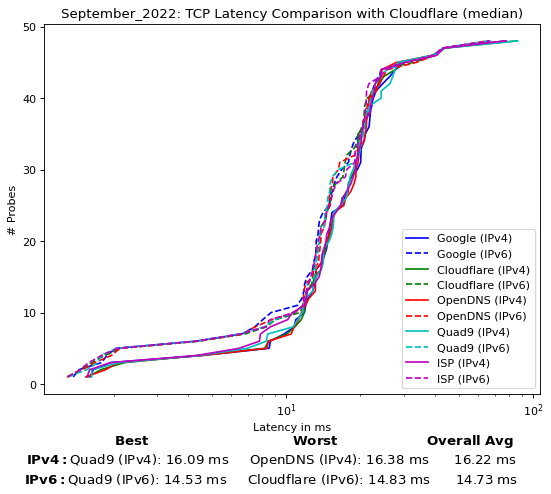 September_2022: TCP Latency Comparison with Cloudflare (median)
50
40
30
20
10
0
# Probes
Google (IPv4)
Google (IPv6)
Cloudflare (IPv4)
Cloudflare (IPv6)
OpenDNS (IPv4)
OpenDNS (IPv6)
Quad9 (IPv4)
Quad9 (IPv6)
ISP (IPv4)
ISP (IPv6)
10¹ 10²
Latency in ms
Best Worst Overall Avg
IPv4: Quad9 (IPv4): 16.09 ms OpenDNS (IPv4): 16.38 ms 16.22 ms
IPv6: Quad9 (IPv6): 14.53 ms Cloudflare (IPv6): 14.83 ms 14.73 ms